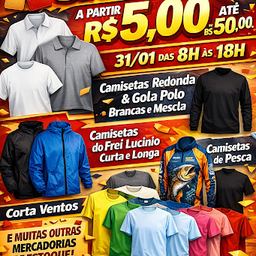 A PARTIR
R$5,00 ATÉ
R$50,00
31/01 DAS 8H ÀS 18H
Camisetas Redonda
& Gola Polo
Brancas e Mescla
Camisetas
do Frei Lucinio
Curta e Longa
Camisetas
de Pesca
Corta Ventos
E MUITAS OUTRAS
MERCADORIAS